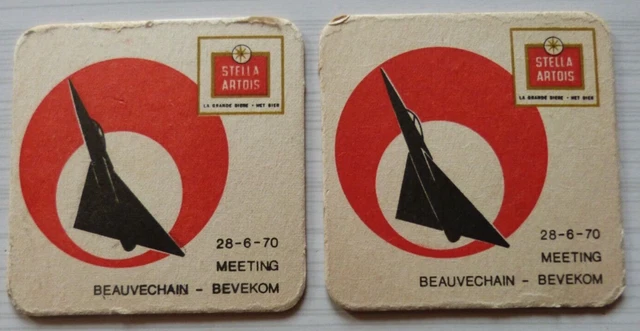 STELLA
ARTOIS
LA GRANDE BIERE - HET BIER
28-6-70
MEETING
BEAUVECHAIN - BEVEKOM
STELLA
ARTOIS
LA GRANDE BIERE - HET BIER
28-6-70
MEETING
BEAUVECHAIN - BEVEKOM